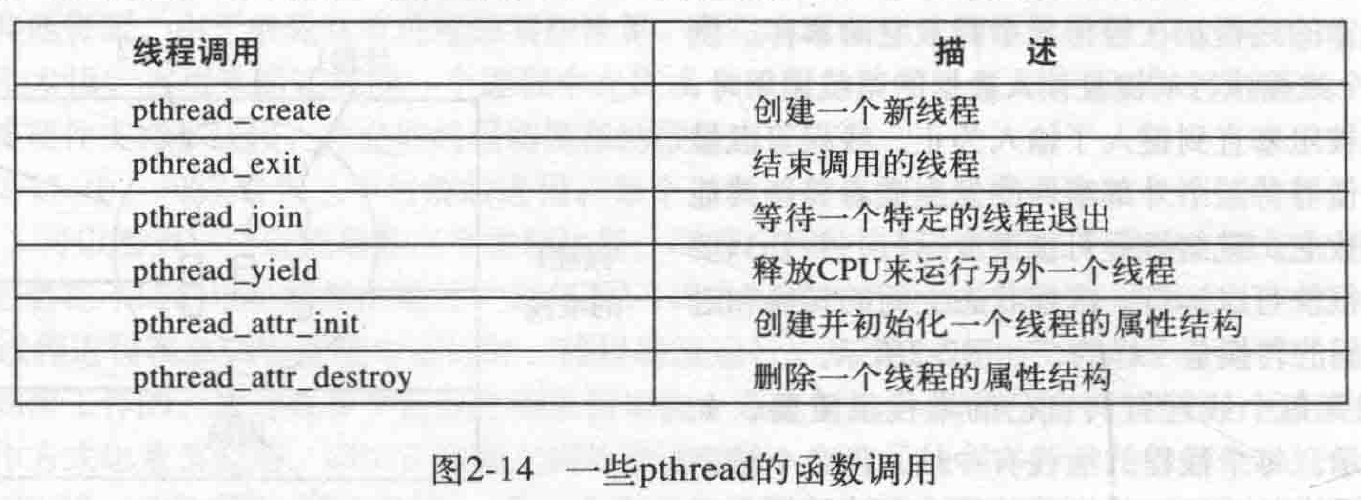 线程调用 描 述
pthread_create 创建一个新线程
pthread_exit 结束调用的线程
pthread_join 等待一个特定的线程退出
pthread_yield 释放CPU来运行另外一个线程
pthread_attr_init 创建并初始化一个线程的属性结构
pthread_attr_destroy 删除一个线程的属性结构
图2-14 一些pthread的函数调用